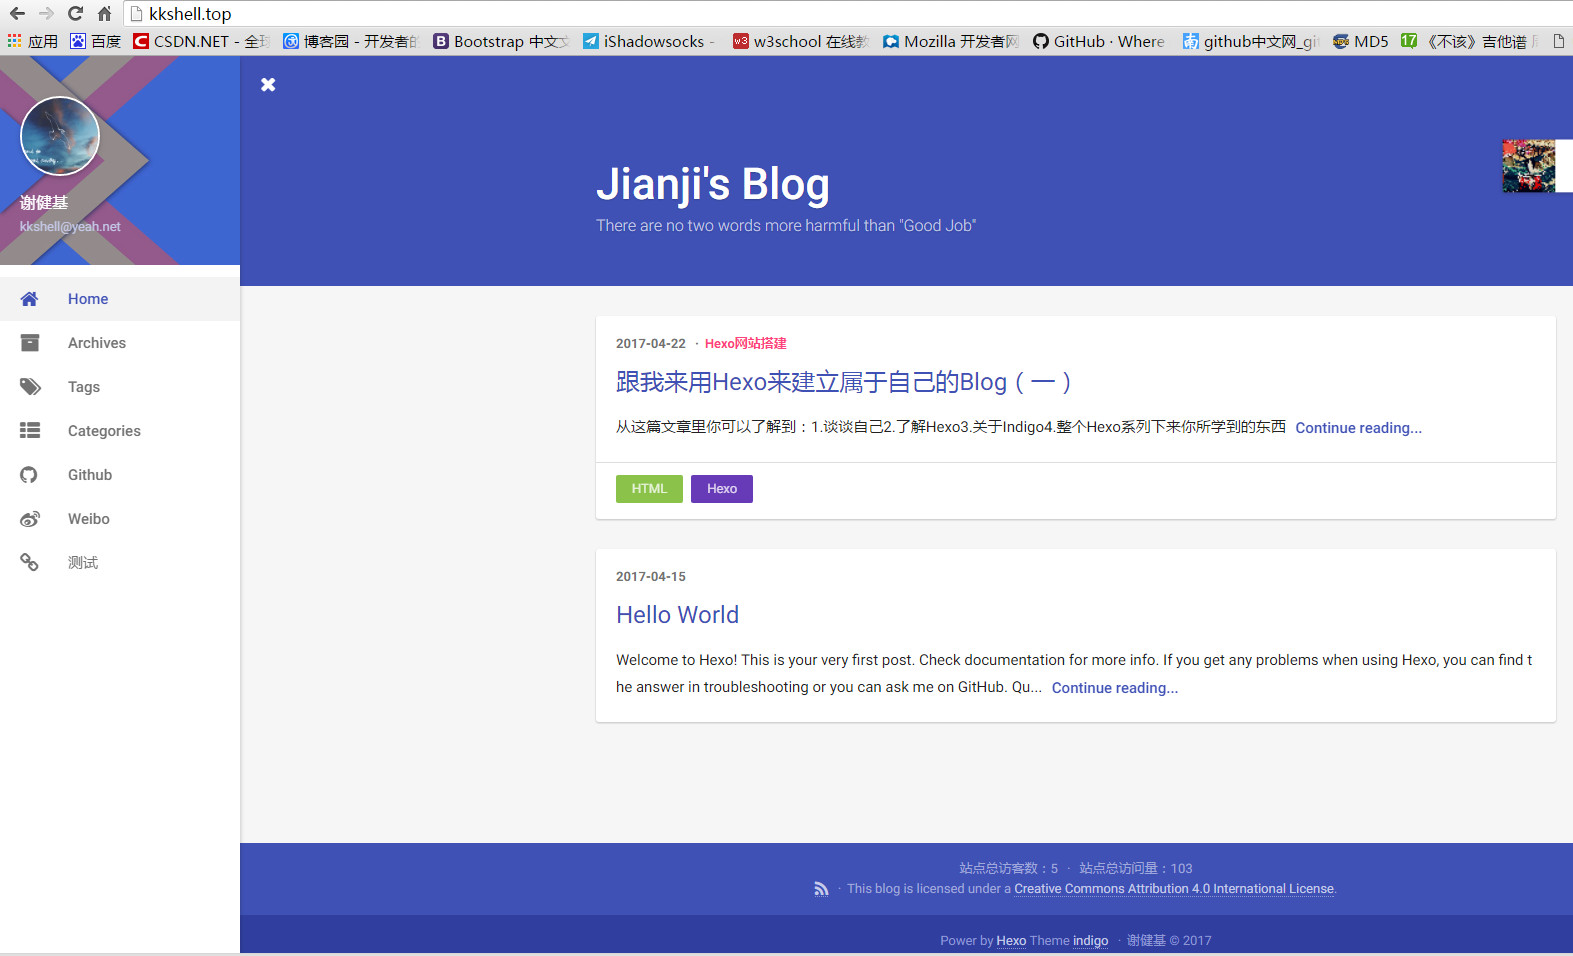 kkshell.top
应用 百度 CSDN.NET - 全球 博客园 - 开发者的 Bootstrap 中文 iShadowsocks - w3school 在线教 Mozilla 开发者网 GitHub · Where github中文网_git MD5 《不该》吉他谱
Jianji's Blog
There are no two words more harmful than "Good Job"
谢健基
kkshell@yeah.net
Home
Archives
Tags
Categories
Github
Weibo
测试
2017-04-22 · Hexo网站搭建
跟我来用Hexo来建立属于自己的Blog（一）
从这篇文章里你可以了解到：1.谈谈自己2.了解Hexo3.关于Indigo4.整个Hexo系列下来你所学到的东西 Continue reading...
HTML Hexo
2017-04-15
Hello World
Welcome to Hexo! This is your very first post. Check documentation for more info. If you get any problems when using Hexo, you can find t
he answer in troubleshooting or you can ask me on GitHub. Qu... Continue reading...
站点总访客数：5 · 站点总访问量：103
· This blog is licensed under a Creative Commons Attribution 4.0 International License.
Power by Hexo Theme indigo · 谢健基 © 2017